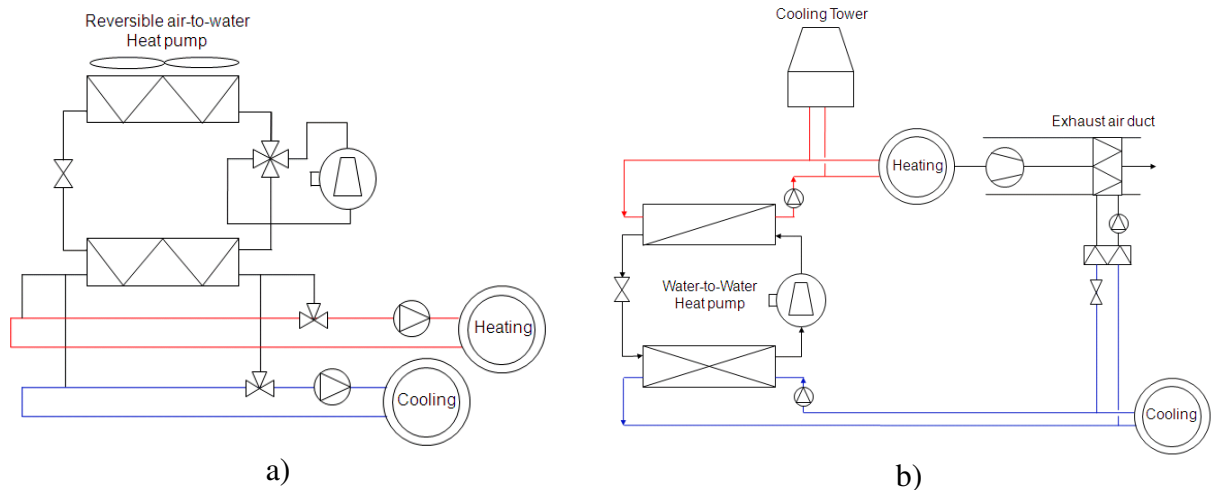 Reversible air-to-water
Heat pump
Heating
Cooling
a)
Cooling Tower
Exhaust air duct
Heating
Water-to-Water
Heat pump
Cooling
b)